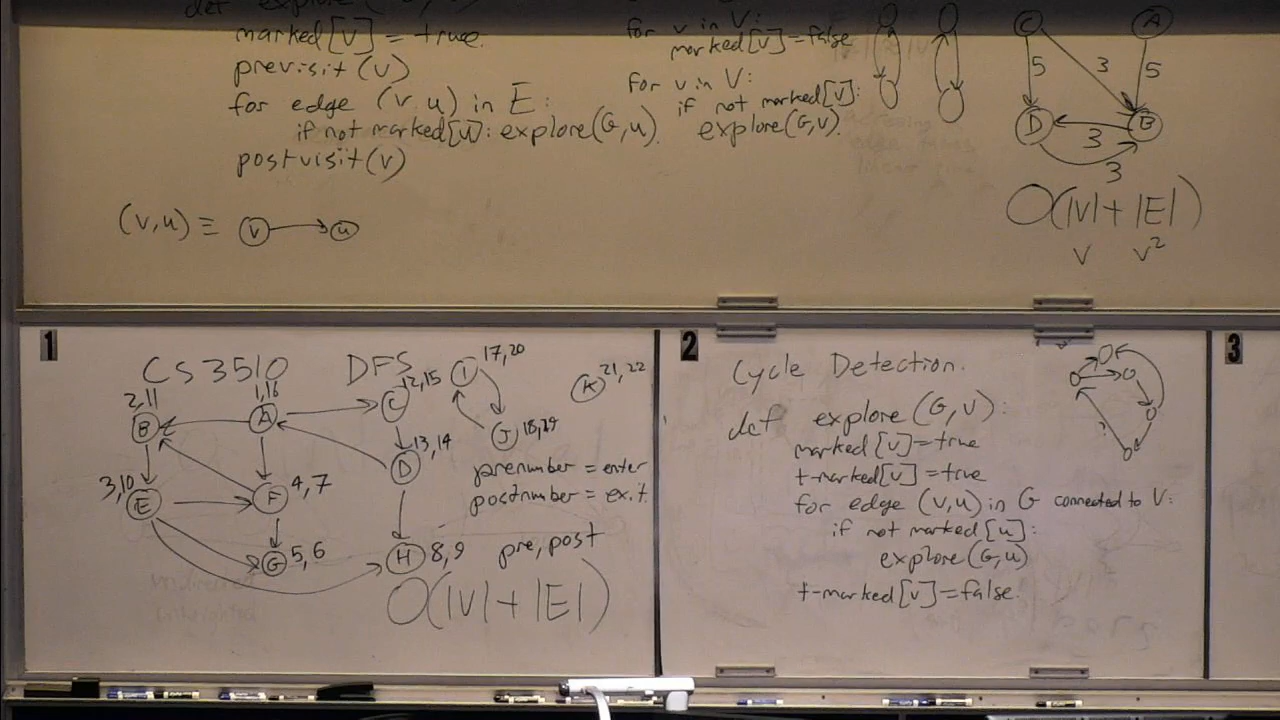 def explore
marked[v] = true.
previsit(v)
for edge (v, u) in E:
if not marked[u]: explore(G,u)
postvisit(v)
(v,u) ≡ v u
for v in V:
marked[v]=false
for v in V:
if not marked[v]:
explore(G,v).
C A
5 3 5
D B
3
3
O(|V|+|E|)
V V²
1
CS3510 DFS
2,11 B
1,16 A
12,15 C
17,20 I
18,19 J
21,22 K
13,14 D
3,10 E
F 4,7
G 5,6
H 8,9
prenumber = enter
postnumber = exit
pre, post
O(|V|+|E|)
2
Cycle Detection.
def explore(G,V):
marked[v]=true
t-marked[v]=true
for edge (V,u) in G connected to V:
if not marked[u]:
explore(G,u)
t-marked[v]=false.
3